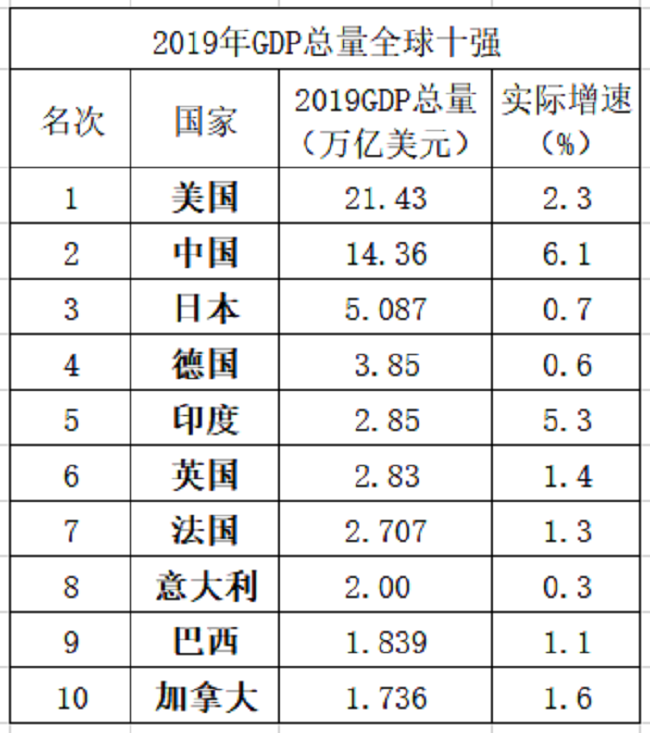 2019年GDP总量全球十强
名次 国家 2019GDP总量（万亿美元） 实际增速（%）
1 美国 21.43 2.3
2 中国 14.36 6.1
3 日本 5.087 0.7
4 德国 3.85 0.6
5 印度 2.85 5.3
6 英国 2.83 1.4
7 法国 2.707 1.3
8 意大利 2.00 0.3
9 巴西 1.839 1.1
10 加拿大 1.736 1.6